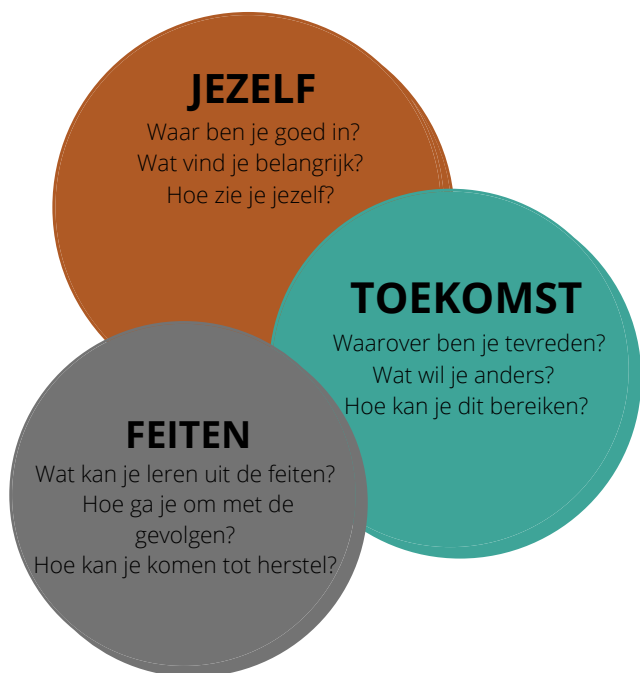 JEZELF
Waar ben je goed in?
Wat vind je belangrijk?
Hoe zie je jezelf?
TOEKOMST
Waarover ben je tevreden?
Wat wil je anders?
Hoe kan je dit bereiken?
FEITEN
Wat kan je leren uit de feiten?
Hoe ga je om met de
gevolgen?
Hoe kan je komen tot herstel?